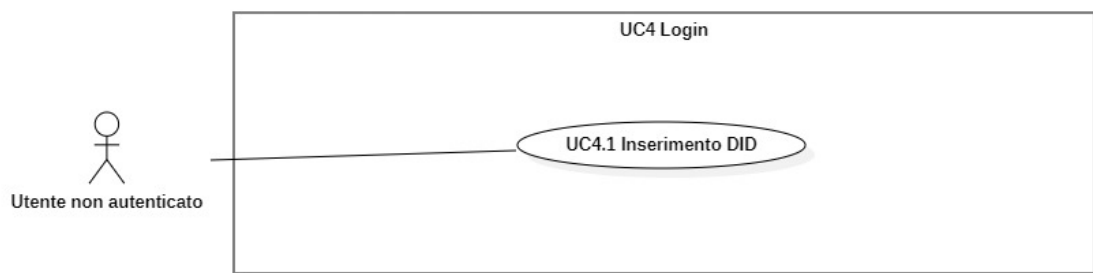 UC4 Login
UC4.1 Inserimento DID
Utente non autenticato